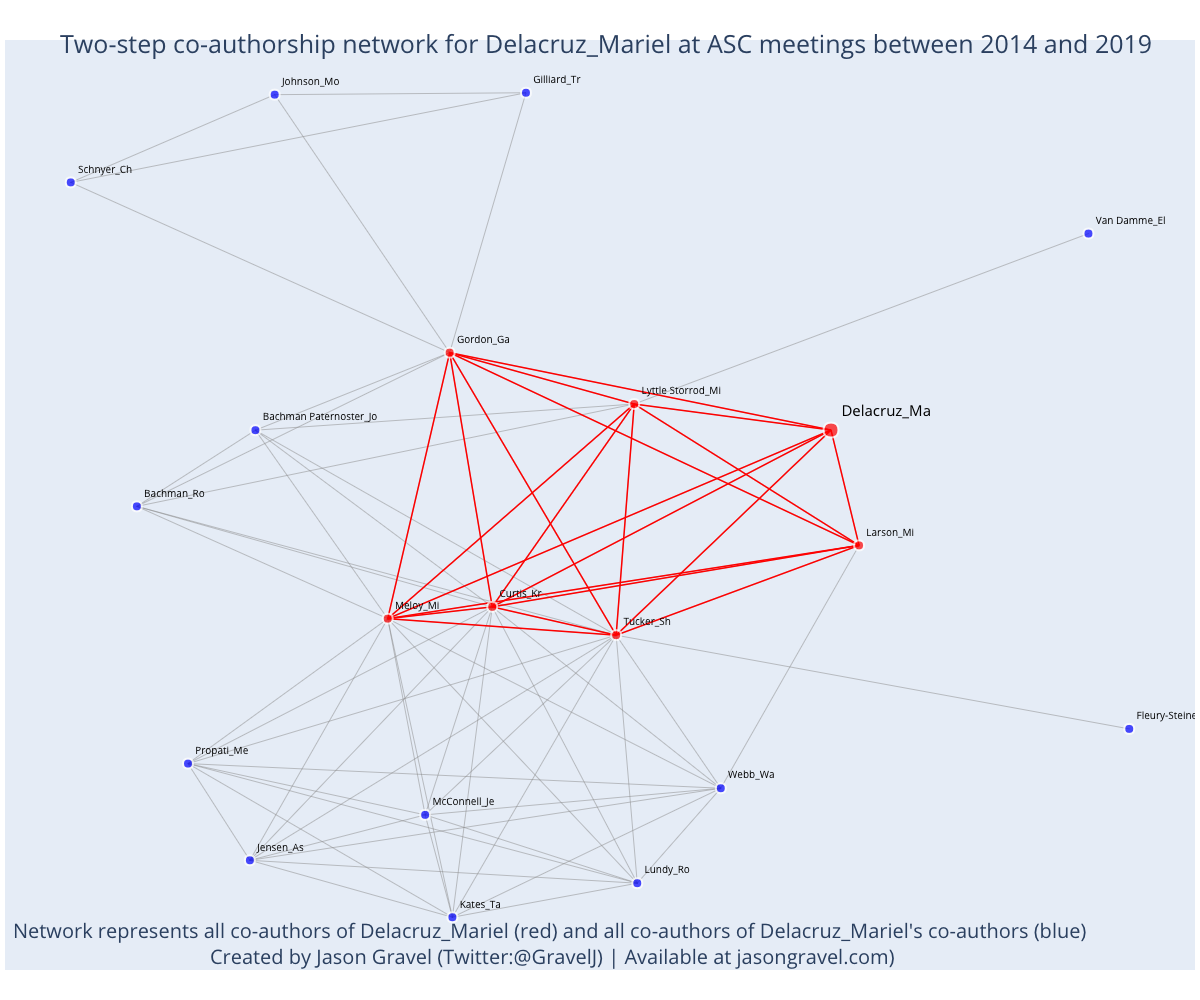 Two-step co-authorship network for Delacruz_Mariel at ASC meetings between 2014 and 2019
Gilliard_Tr
Johnson_Mo
Schnyer_Ch
Van Damme_El
Gordon_Ga
Lyttle Storrod_Mi
Delacruz_Ma
Bachman Paternoster_Jo
Bachman_Ro
Larson_Mi
Curtis_Kr
Meloy_Mi
Tucker_Sh
Fleury-Steine
Propati_Me
Webb_Wa
McConnell_Je
Jensen_As
Lundy_Ro
Kates_Ta
Network represents all co-authors of Delacruz_Mariel (red) and all co-authors of Delacruz_Mariel's co-authors (blue)
Created by Jason Gravel (Twitter:@GravelJ) | Available at jasongravel.com)